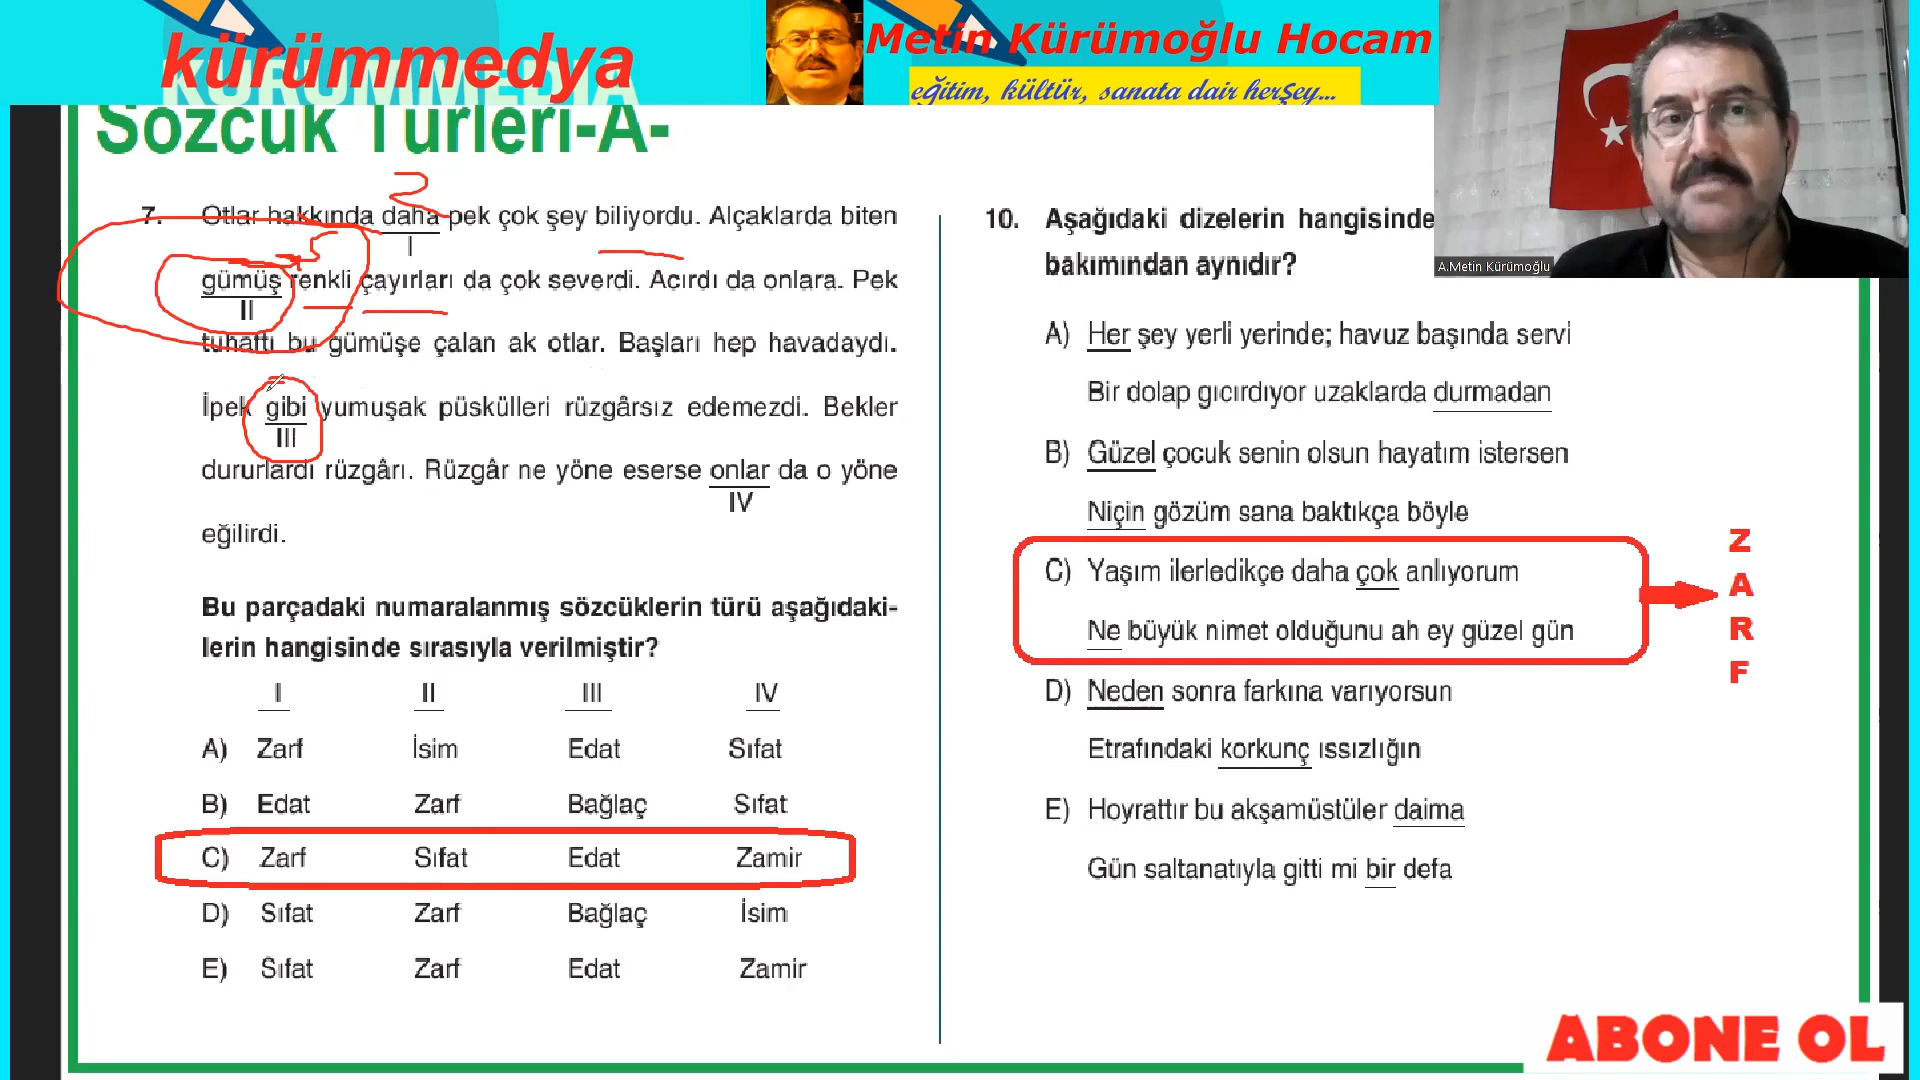 kürümmedya
KURUMMEDIA
Metin Kürümoğlu Hocam
eğitim, kültür, sanata dair herşey...
A.Metin Kürümoğlu
Sözcük Türleri-A-
7. Otlar hakkında daha pek çok şey biliyordu. Alçaklarda biten
I
gümüş renkli çayırları da çok severdi. Acırdı da onlara. Pek
II
tuhaftı bu gümüşe çalan ak otlar. Başları hep havadaydı.
İpek gibi yumuşak püskülleri rüzgârsız edemezdi. Bekler
III
dururlardı rüzgârı. Rüzgâr ne yöne eserse onlar da o yöne
IV
eğilirdi.
Bu parçadaki numaralanmış sözcüklerin türü aşağıdaki-
lerin hangisinde sırasıyla verilmiştir?
I II III IV
A) Zarf İsim Edat Sıfat
B) Edat Zarf Bağlaç Sıfat
C) Zarf Sıfat Edat Zamir
D) Sıfat Zarf Bağlaç İsim
E) Sıfat Zarf Edat Zamir
10. Aşağıdaki dizelerin hangisinde
bakımından aynıdır?
A) Her şey yerli yerinde; havuz başında servi
Bir dolap gıcırdıyor uzaklarda durmadan
B) Güzel çocuk senin olsun hayatım istersen
Niçin gözüm sana baktıkça böyle
C) Yaşım ilerledikçe daha çok anlıyorum
Ne büyük nimet olduğunu ah ey güzel gün
D) Neden sonra farkına varıyorsun
Etrafındaki korkunç ıssızlığın
E) Hoyrattır bu akşamüstüler daima
Gün saltanatıyla gitti mi bir defa
Z
A
R
F
ABONE OL